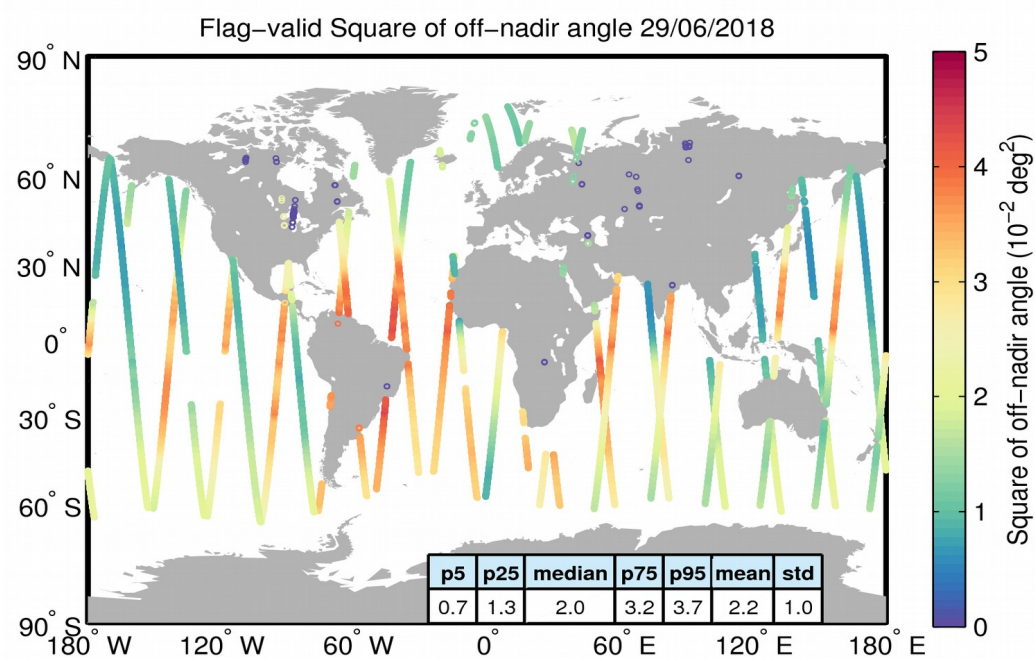 Flag−valid Square of off−nadir angle 29/06/2018
90° N
60° N
30° N
0°
30° S
60° S
90° S
180° W
120° W
60° W
0°
60° E
120° E
180° E
p5 p25 median p75 p95 mean std
0.7 1.3 2.0 3.2 3.7 2.2 1.0
5
4
3
2
1
0
Square of off−nadir angle (10⁻² deg²)